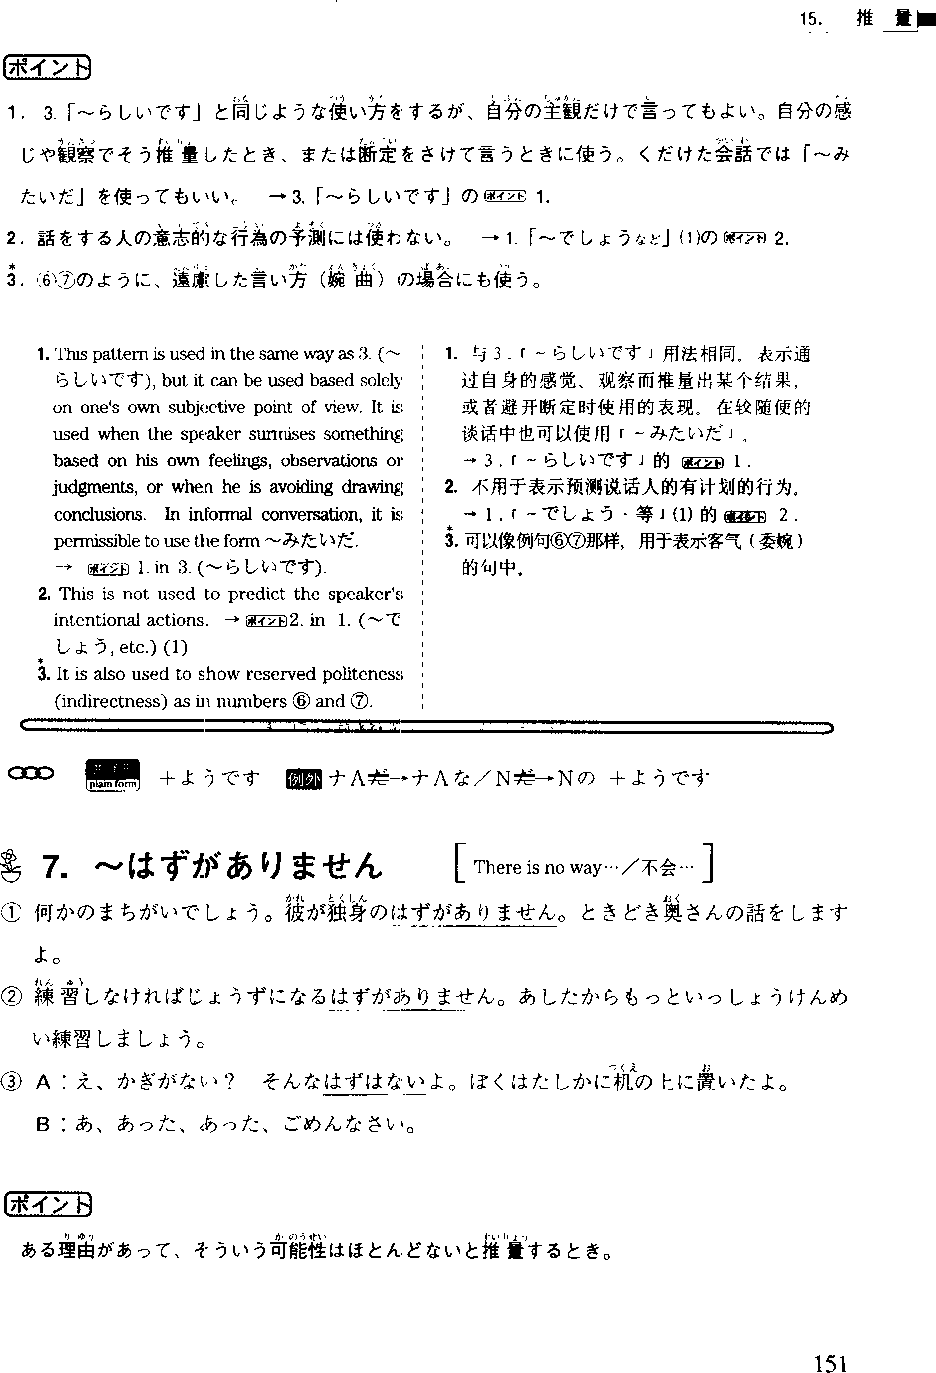 15. 推 量
ポイント
1. 3.「〜らしいです」と同じような使い方をするが、自分の主観だけで言ってもよい。自分の感
じや観察でそう推量したとき、または断定をさけて言うときに使う。くだけた会話では「〜み
たいだ」を使ってもいい。 →3.「〜らしいです」のポイント 1.
2. 話をする人の意志的な行為の予測には使わない。 →1.「〜でしょうなど」(1)のポイント 2.
*3. ⑥⑦のように、遠慮した言い方（婉曲）の場合にも使う。
1. This pattern is used in the same way as 3. (〜
らしいです), but it can be used based solely
on one's own subjective point of view. It is
used when the speaker surmises something
based on his own feelings, observations or
judgments, or when he is avoiding drawing
conclusions. In informal conversation, it is
permissible to use the form 〜みたいだ.
→ ポイント 1. in 3. (〜らしいです).
2. This is not used to predict the speaker's
intentional actions. →ポイント2. in 1. (〜で
しょう, etc.) (1)
*3. It is also used to show reserved politeness
(indirectness) as in numbers ⑥ and ⑦.
1. 与3.「〜らしいです」用法相同。表示通
过自身的感觉、观察而推量出某个结果，
或者避开断定时使用的表现。在较随便的
谈话中也可以使用「〜みたいだ」。
→3.「〜らしいです」的 ポイント 1.
2. 不用于表示预测说话人的有计划的行为。
→1.「〜でしょう・等」(1)的 ポイント 2.
*3. 可以像例句⑥⑦那样，用于表示客气（委婉）
的句中。
plain form +ようです 例外 ナAだ→ナAな／Nだ→Nの +ようです
7. 〜はずがありません [There is no way…／不会…]
① 何かのまちがいでしょう。彼が独身のはずがありません。ときどき奥さんの話をします
よ。
② 練習しなければじょうずになるはずがありません。あしたからもっといっしょうけんめ
い練習しましょう。
③ A：え、かぎがない？ そんなはずはないよ。ぼくはたしかに机の上に置いたよ。
B：あ、あった、あった、ごめんなさい。
ポイント
ある理由があって、そういう可能性はほとんどないと推量するとき。
151